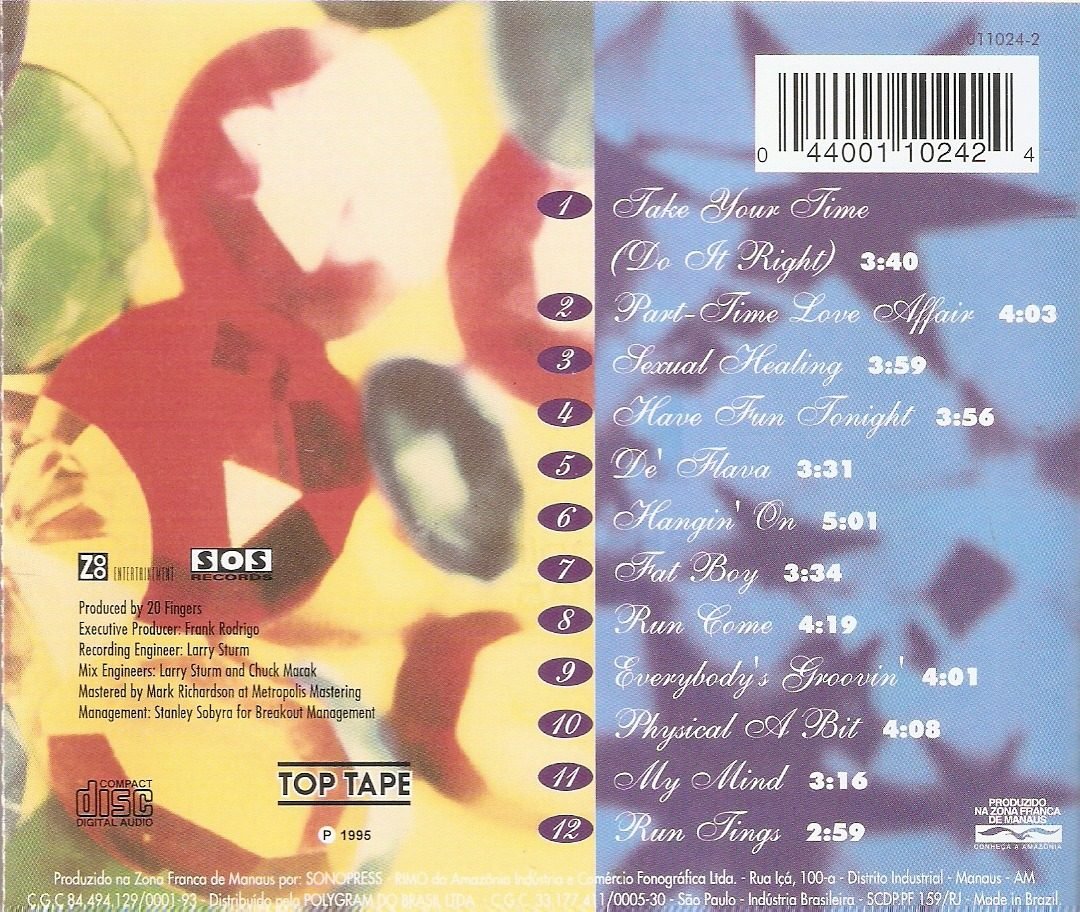 011024-2
0 44001 10242 4
1 Take Your Time
(Do It Right) 3:40
2 Part-Time Love Affair 4:03
3 Sexual Healing 3:59
4 Have Fun Tonight 3:56
5 De' Flava 3:31
6 Hangin' On 5:01
7 Fat Boy 3:34
8 Run Come 4:19
9 Everybody's Groovin' 4:01
10 Physical A Bit 4:08
11 My Mind 3:16
12 Run Tings 2:59
ZOO ENTERTAINMENT
SOS
RECORDS
Produced by 20 Fingers
Executive Producer: Frank Rodrigo
Recording Engineer: Larry Sturm
Mix Engineers: Larry Sturm and Chuck Macak
Mastered by Mark Richardson at Metropolis Mastering
Management: Stanley Sobyra for Breakout Management
COMPACT
disc
DIGITAL AUDIO
TOP TAPE
P 1995
PRODUZIDO
NA ZONA FRANCA
DE MANAUS
CONHEÇA A AMAZÔNIA
Produzido na Zona Franca de Manaus por: SONOPRESS - RIMO da Amazônia Indústria e Comércio Fonográfica Ltda. - Rua Içá, 100-a - Distrito Industrial - Manaus - AM
C.G.C 84.494.129/0001-93 - Distribuido pela POLYGRAM DO BRASIL LTDA. - C.G.C. 33.177.411/0005-30 - São Paulo - Indústria Brasileira - SCDP.PF 159/RJ - Made in Brazil.